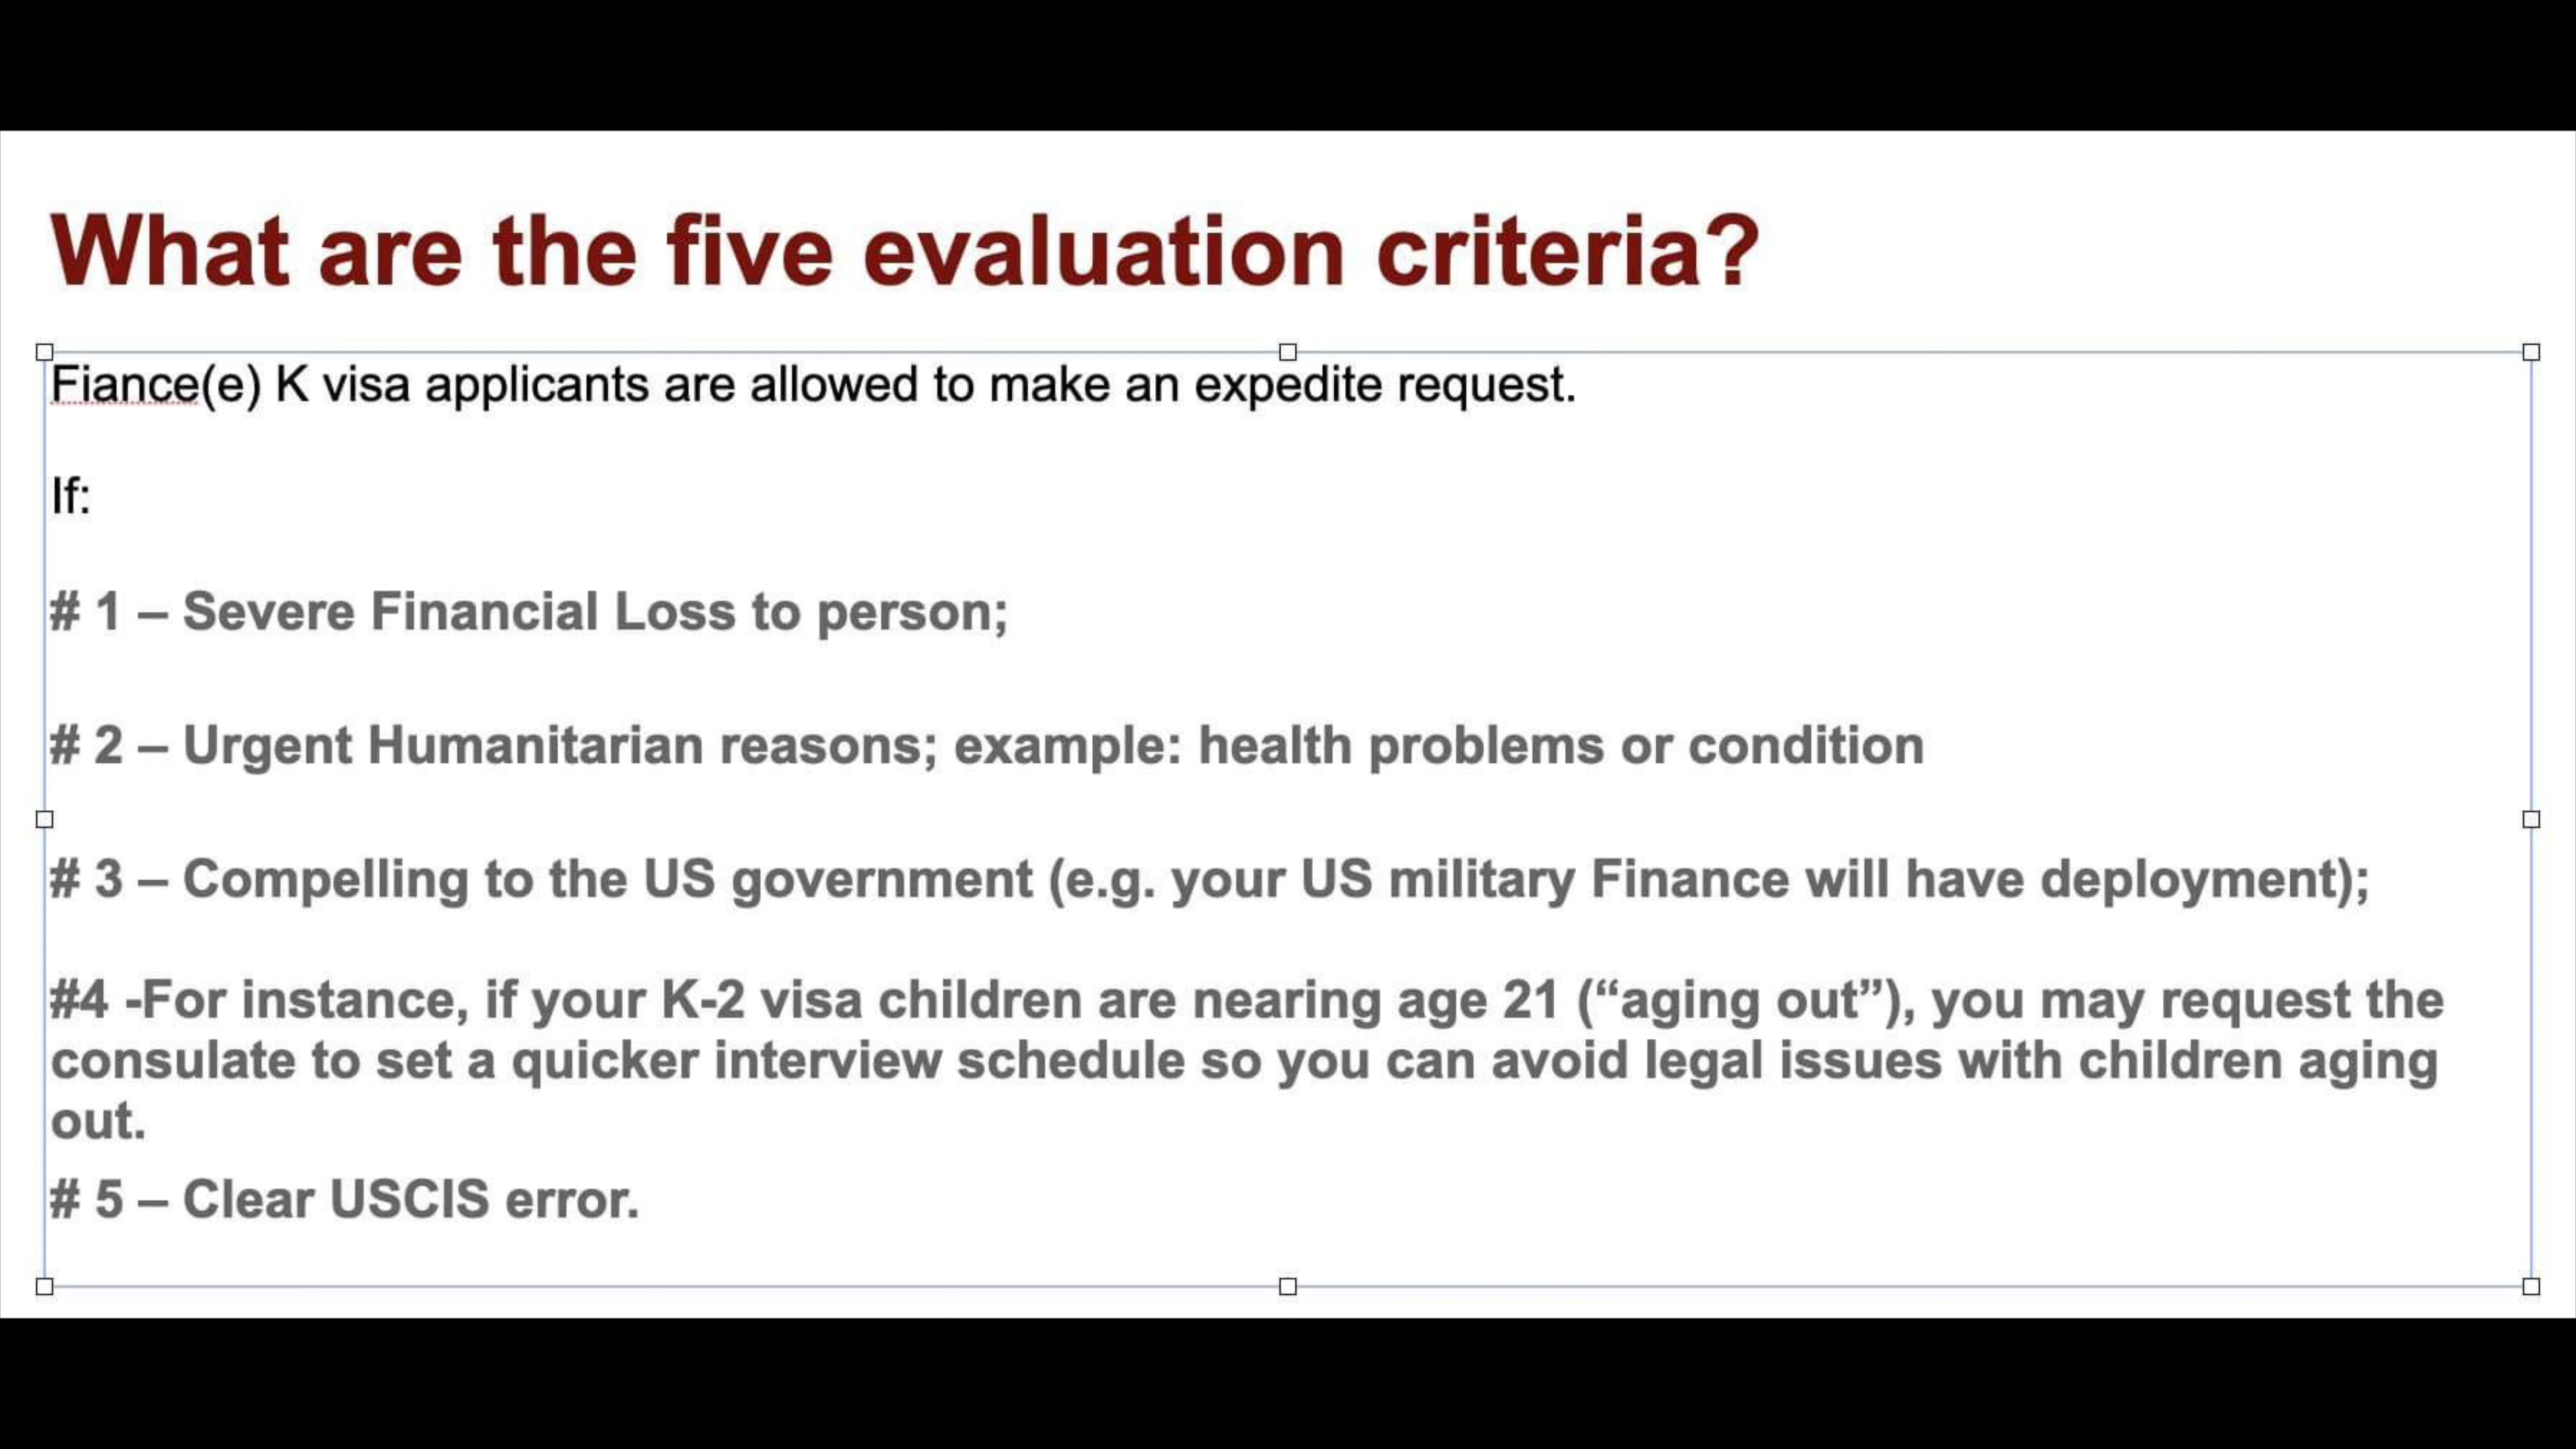 What are the five evaluation criteria?
Fiance(e) K visa applicants are allowed to make an expedite request.
If:
# 1 – Severe Financial Loss to person;
# 2 – Urgent Humanitarian reasons; example: health problems or condition
# 3 – Compelling to the US government (e.g. your US military Finance will have deployment);
#4 -For instance, if your K-2 visa children are nearing age 21 (“aging out”), you may request the
consulate to set a quicker interview schedule so you can avoid legal issues with children aging
out.
# 5 – Clear USCIS error.